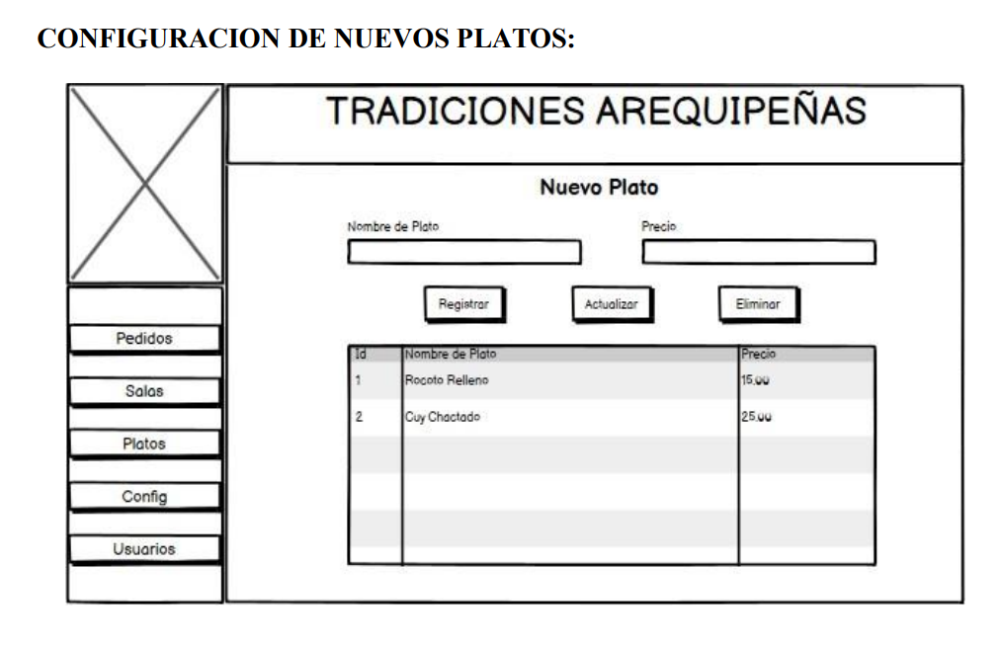 CONFIGURACION DE NUEVOS PLATOS:
TRADICIONES AREQUIPEÑAS
Pedidos
Salas
Platos
Config
Usuarios
Nuevo Plato
Nombre de Plato Precio
Registrar Actualizar Eliminar
Id Nombre de Plato Precio
1 Rocoto Relleno 15.00
2 Cuy Chactado 25.00